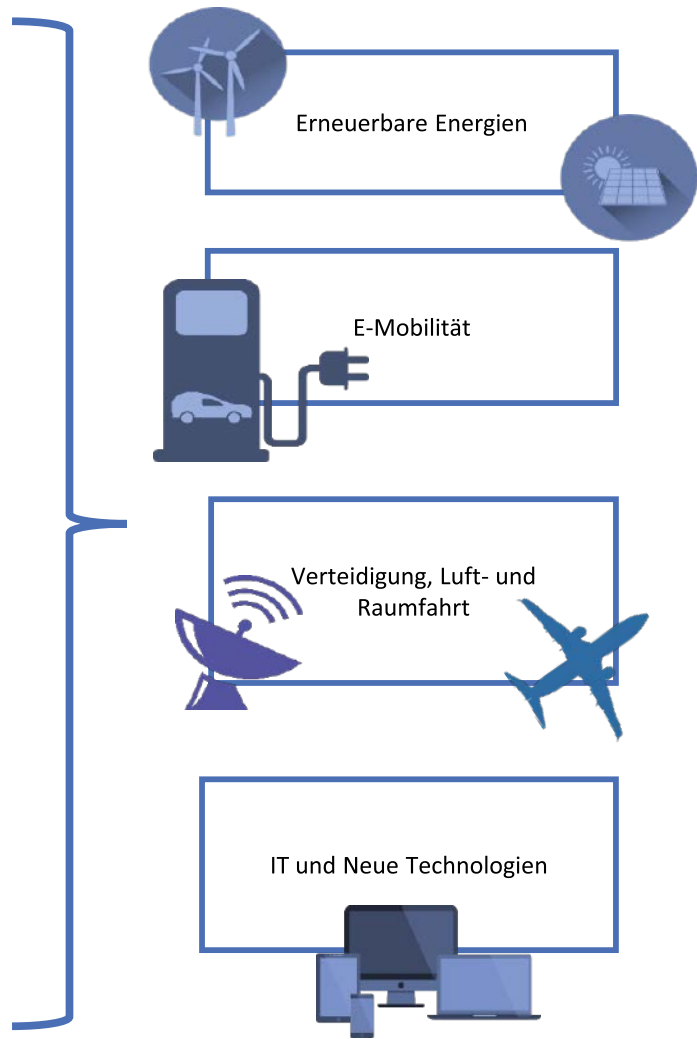 Erneuerbare Energien
E-Mobilität
Verteidigung, Luft- und
Raumfahrt
IT und Neue Technologien